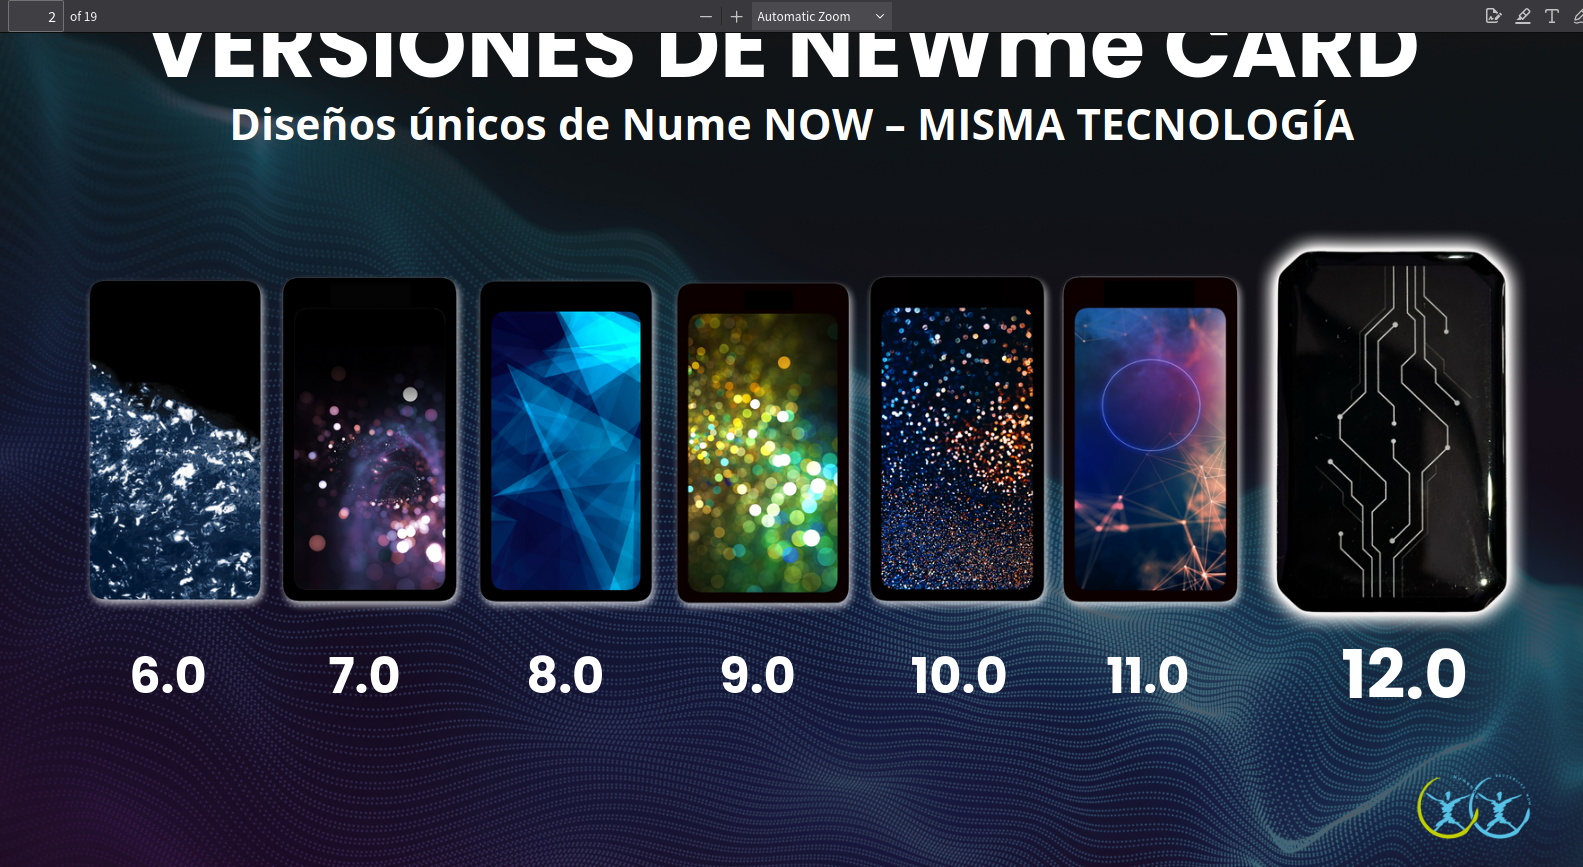 2 of 19 Automatic Zoom
VERSIONES DE NEWme CARD
Diseños únicos de Nume NOW – MISMA TECNOLOGÍA
6.0 7.0 8.0 9.0 10.0 11.0 12.0